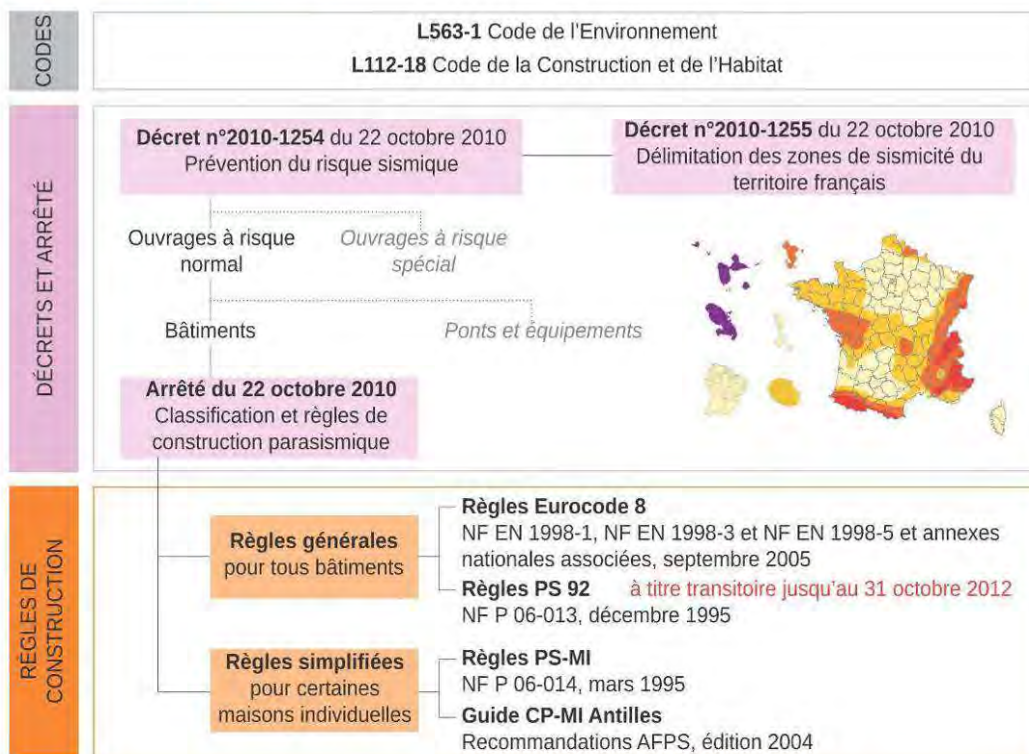 CODES
L563-1 Code de l'Environnement
L112-18 Code de la Construction et de l'Habitat
DÉCRETS ET ARRÊTÉ
Décret n°2010-1254 du 22 octobre 2010
Prévention du risque sismique
Décret n°2010-1255 du 22 octobre 2010
Délimitation des zones de sismicité du
territoire français
Ouvrages à risque
normal
Ouvrages à risque
spécial
Bâtiments
Ponts et équipements
Arrêté du 22 octobre 2010
Classification et règles de
construction parasismique
RÈGLES DE
CONSTRUCTION
Règles générales
pour tous bâtiments
Règles Eurocode 8
NF EN 1998-1, NF EN 1998-3 et NF EN 1998-5 et annexes
nationales associées, septembre 2005
Règles PS 92 à titre transitoire jusqu'au 31 octobre 2012
NF P 06-013, décembre 1995
Règles simplifiées
pour certaines
maisons individuelles
Règles PS-MI
NF P 06-014, mars 1995
Guide CP-MI Antilles
Recommandations AFPS, édition 2004